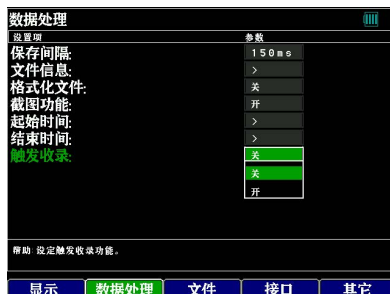 数据处理
设置项 参数
保存间隔: 150ms
文件信息: >
格式化文件: 关
截图功能: 开
起始时间: >
结束时间: >
触发收录: 关
关
开
帮助 设定触发收录功能。
显示 数据处理 文件 接口 其它